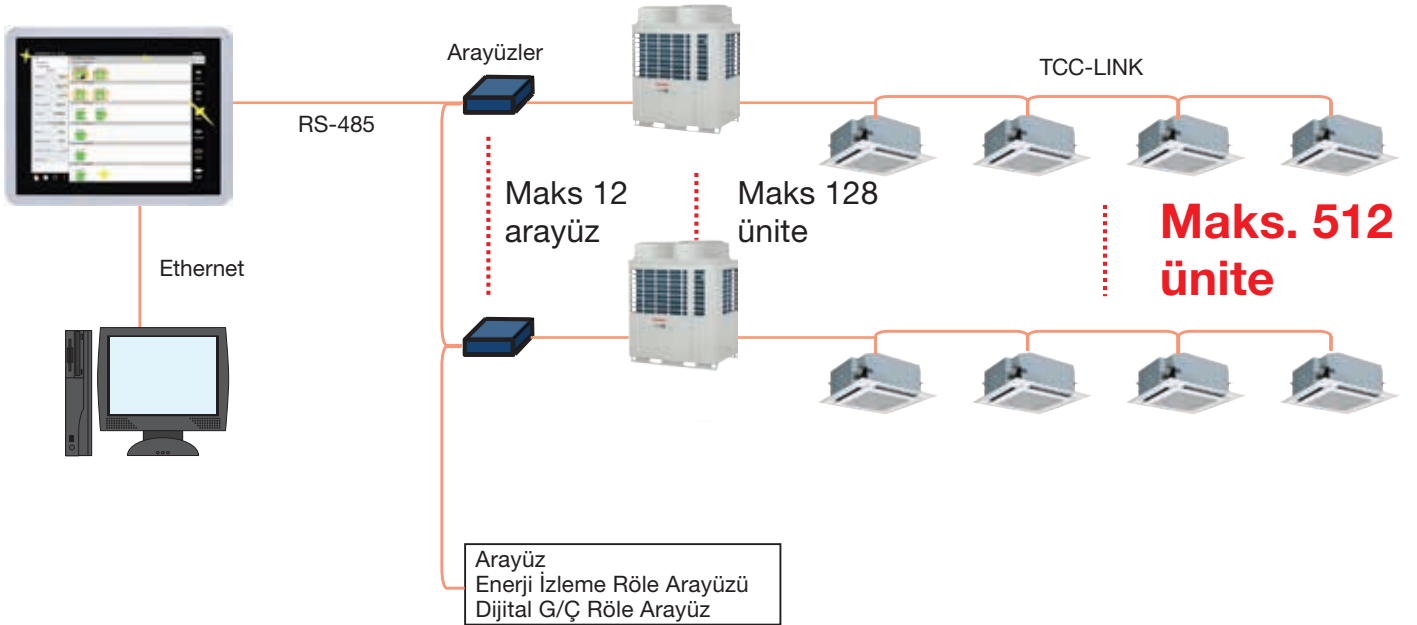 Arayüzler
TCC-LINK
RS-485
Maks 12
arayüz
Maks 128
ünite
Maks. 512
ünite
Ethernet
Arayüz
Enerji İzleme Röle Arayüzü
Dijital G/Ç Röle Arayüz